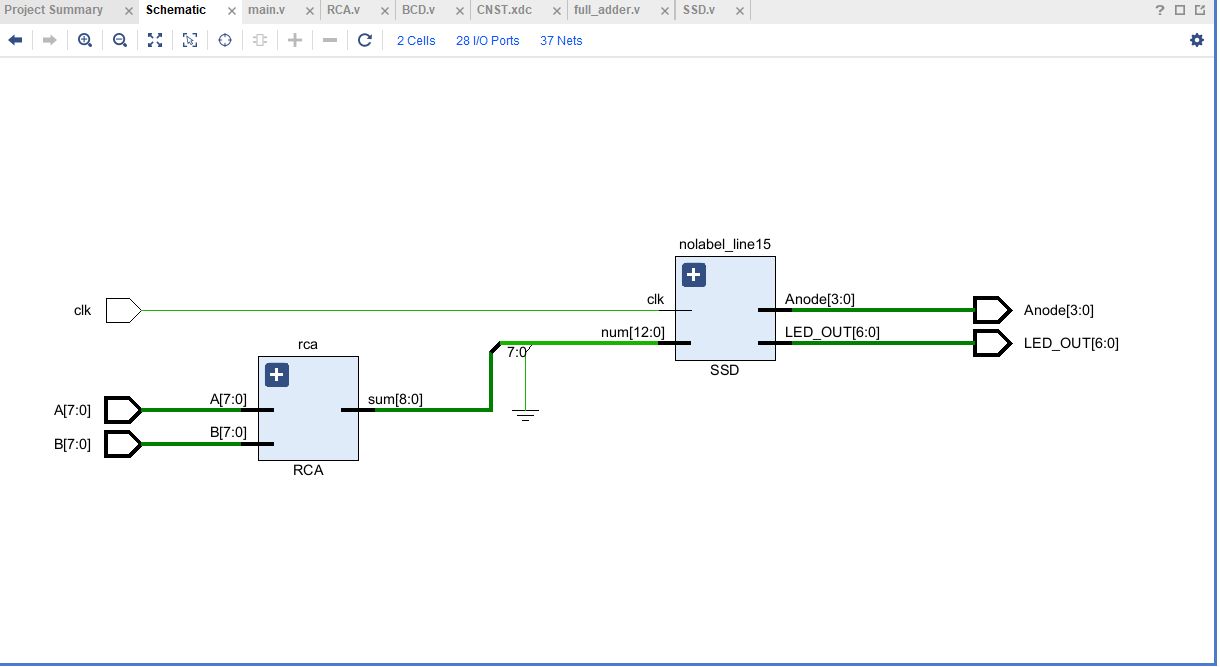 Project Summary Schematic main.v RCA.v BCD.v CNST.xdc full_adder.v SSD.v ?
2 Cells 28 I/O Ports 37 Nets
nolabel_line15
clk clk Anode[3:0] Anode[3:0]
num[12:0] LED_OUT[6:0] LED_OUT[6:0]
rca 7:0
SSD
A[7:0] A[7:0] sum[8:0]
B[7:0] B[7:0]
RCA